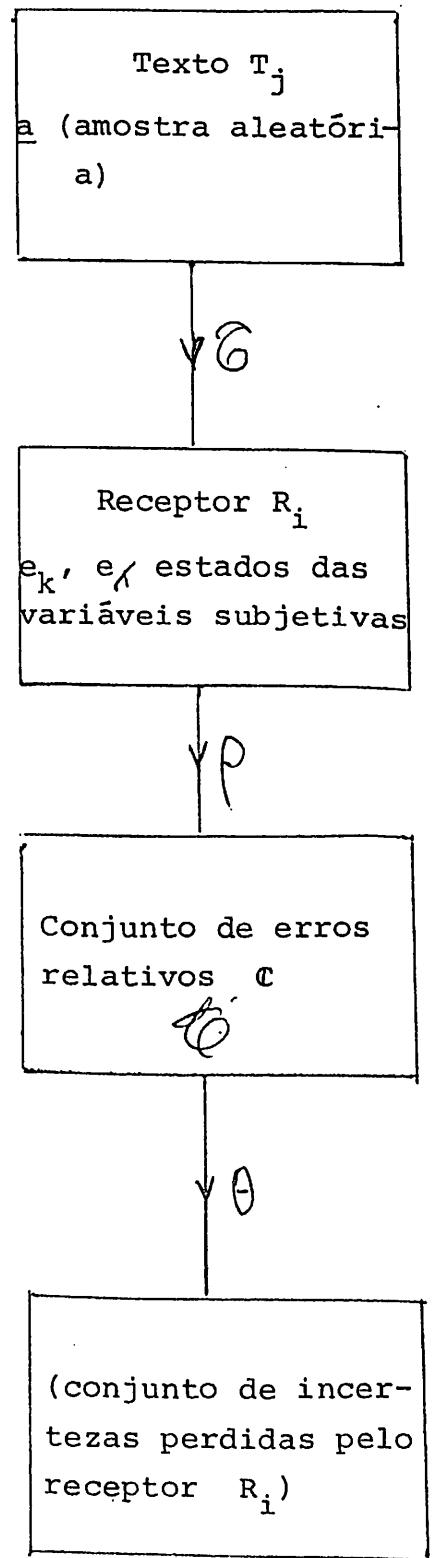 Texto T_j
a (amostra aleatóri-
a)
Receptor R_i
e_k, e estados das
variáveis subjetivas
ρ
Conjunto de erros
relativos ℂ
θ
(conjunto de incer-
tezas perdidas pelo
receptor R_i)